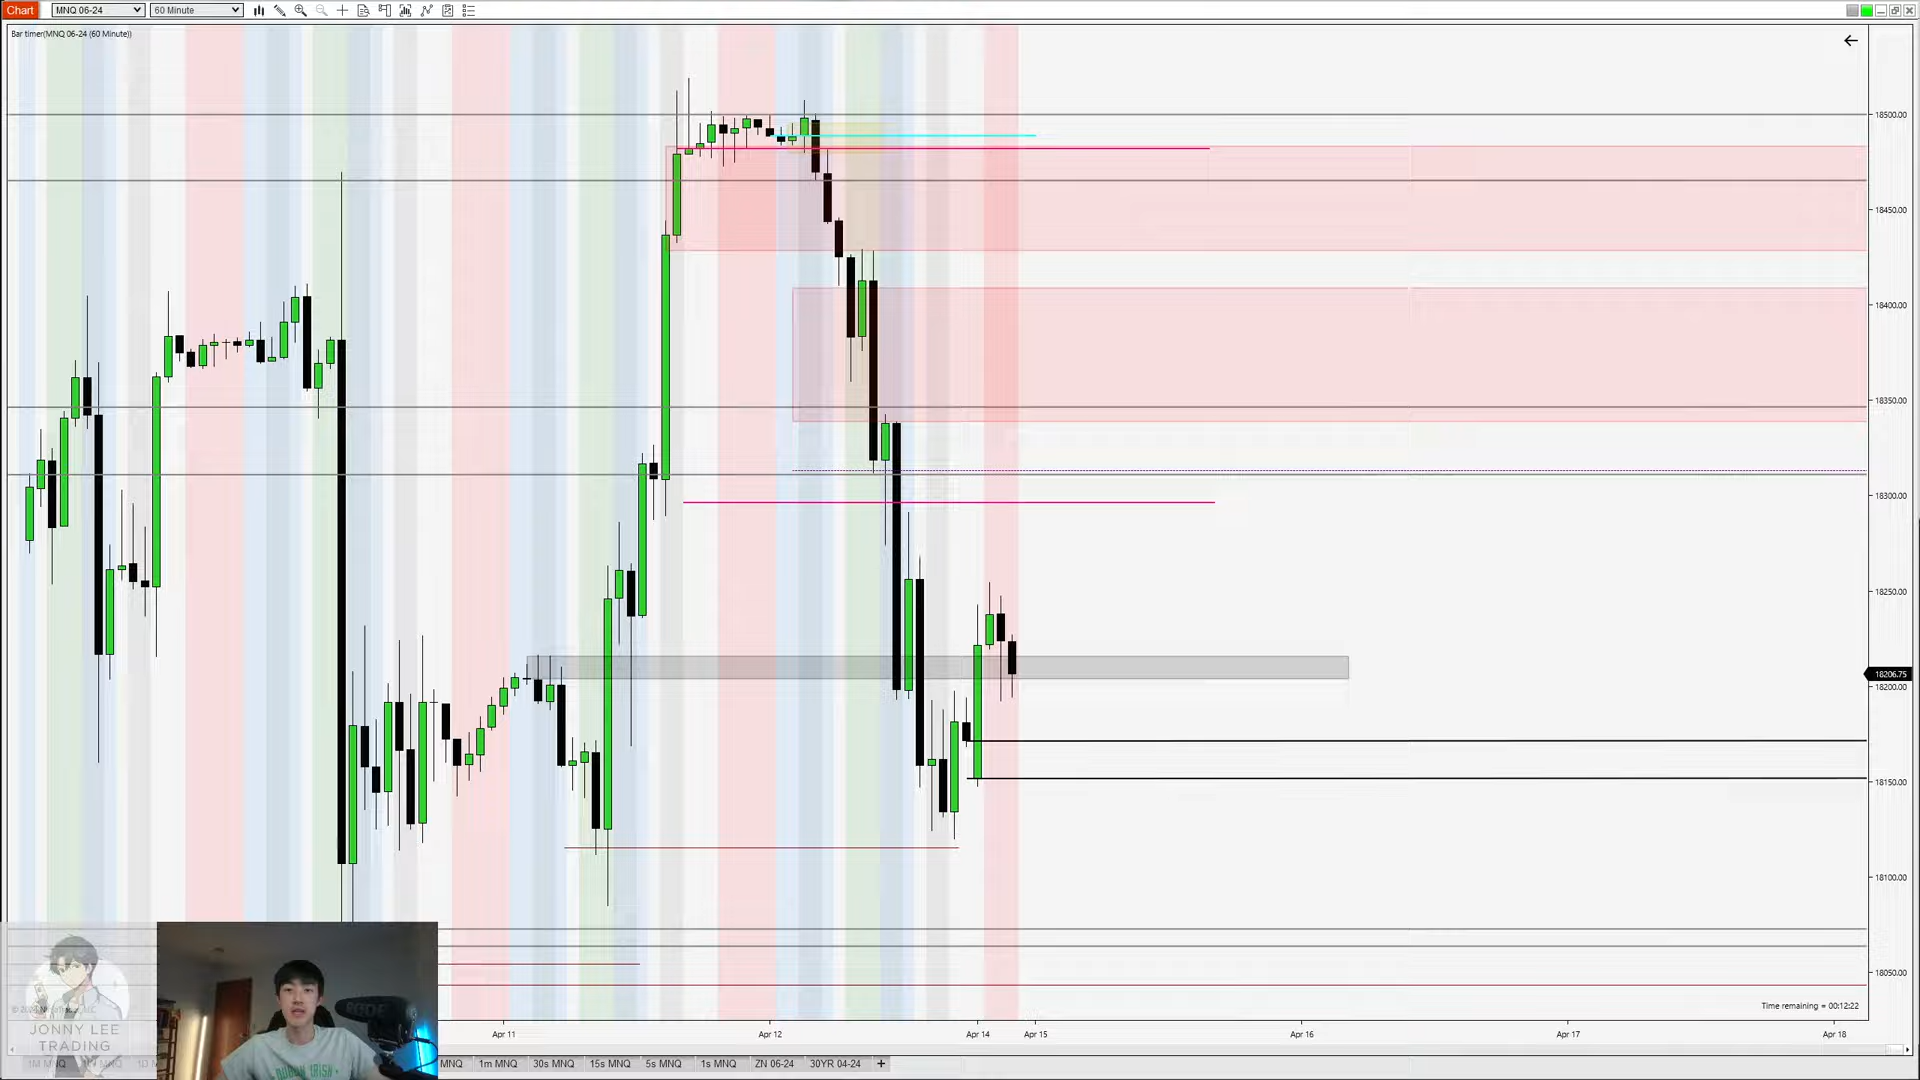 Chart
MNQ 06-24
60 Minute
Bar timer(MNQ 06-24 (60 Minute))
18500.00
18450.00
18400.00
18350.00
18300.00
18250.00
18206.75
18200.00
18150.00
18100.00
18050.00
Time remaining = 00:12:22
JONNY LEE
TRADING
Apr 11
Apr 12
Apr 14
Apr 15
Apr 16
Apr 17
Apr 18
MNQ
1m MNQ
30s MNQ
15s MNQ
5s MNQ
1s MNQ
ZN 06-24
30YR 04-24
+